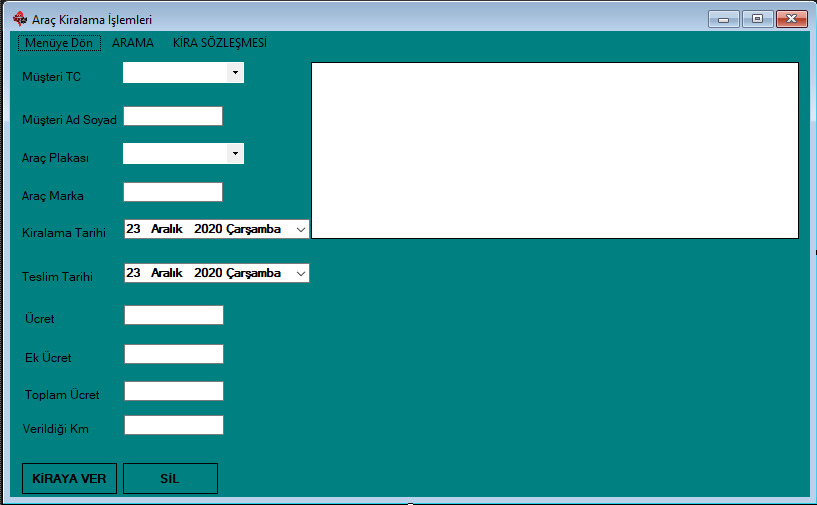 Araç Kiralama İşlemleri
Menüye Dön ARAMA KİRA SÖZLEŞMESİ
Müşteri TC
Müşteri Ad Soyad
Araç Plakası
Araç Marka
Kiralama Tarihi 23 Aralık 2020 Çarşamba
Teslim Tarihi 23 Aralık 2020 Çarşamba
Ücret
Ek Ücret
Toplam Ücret
Verildiği Km
KİRAYA VER SİL